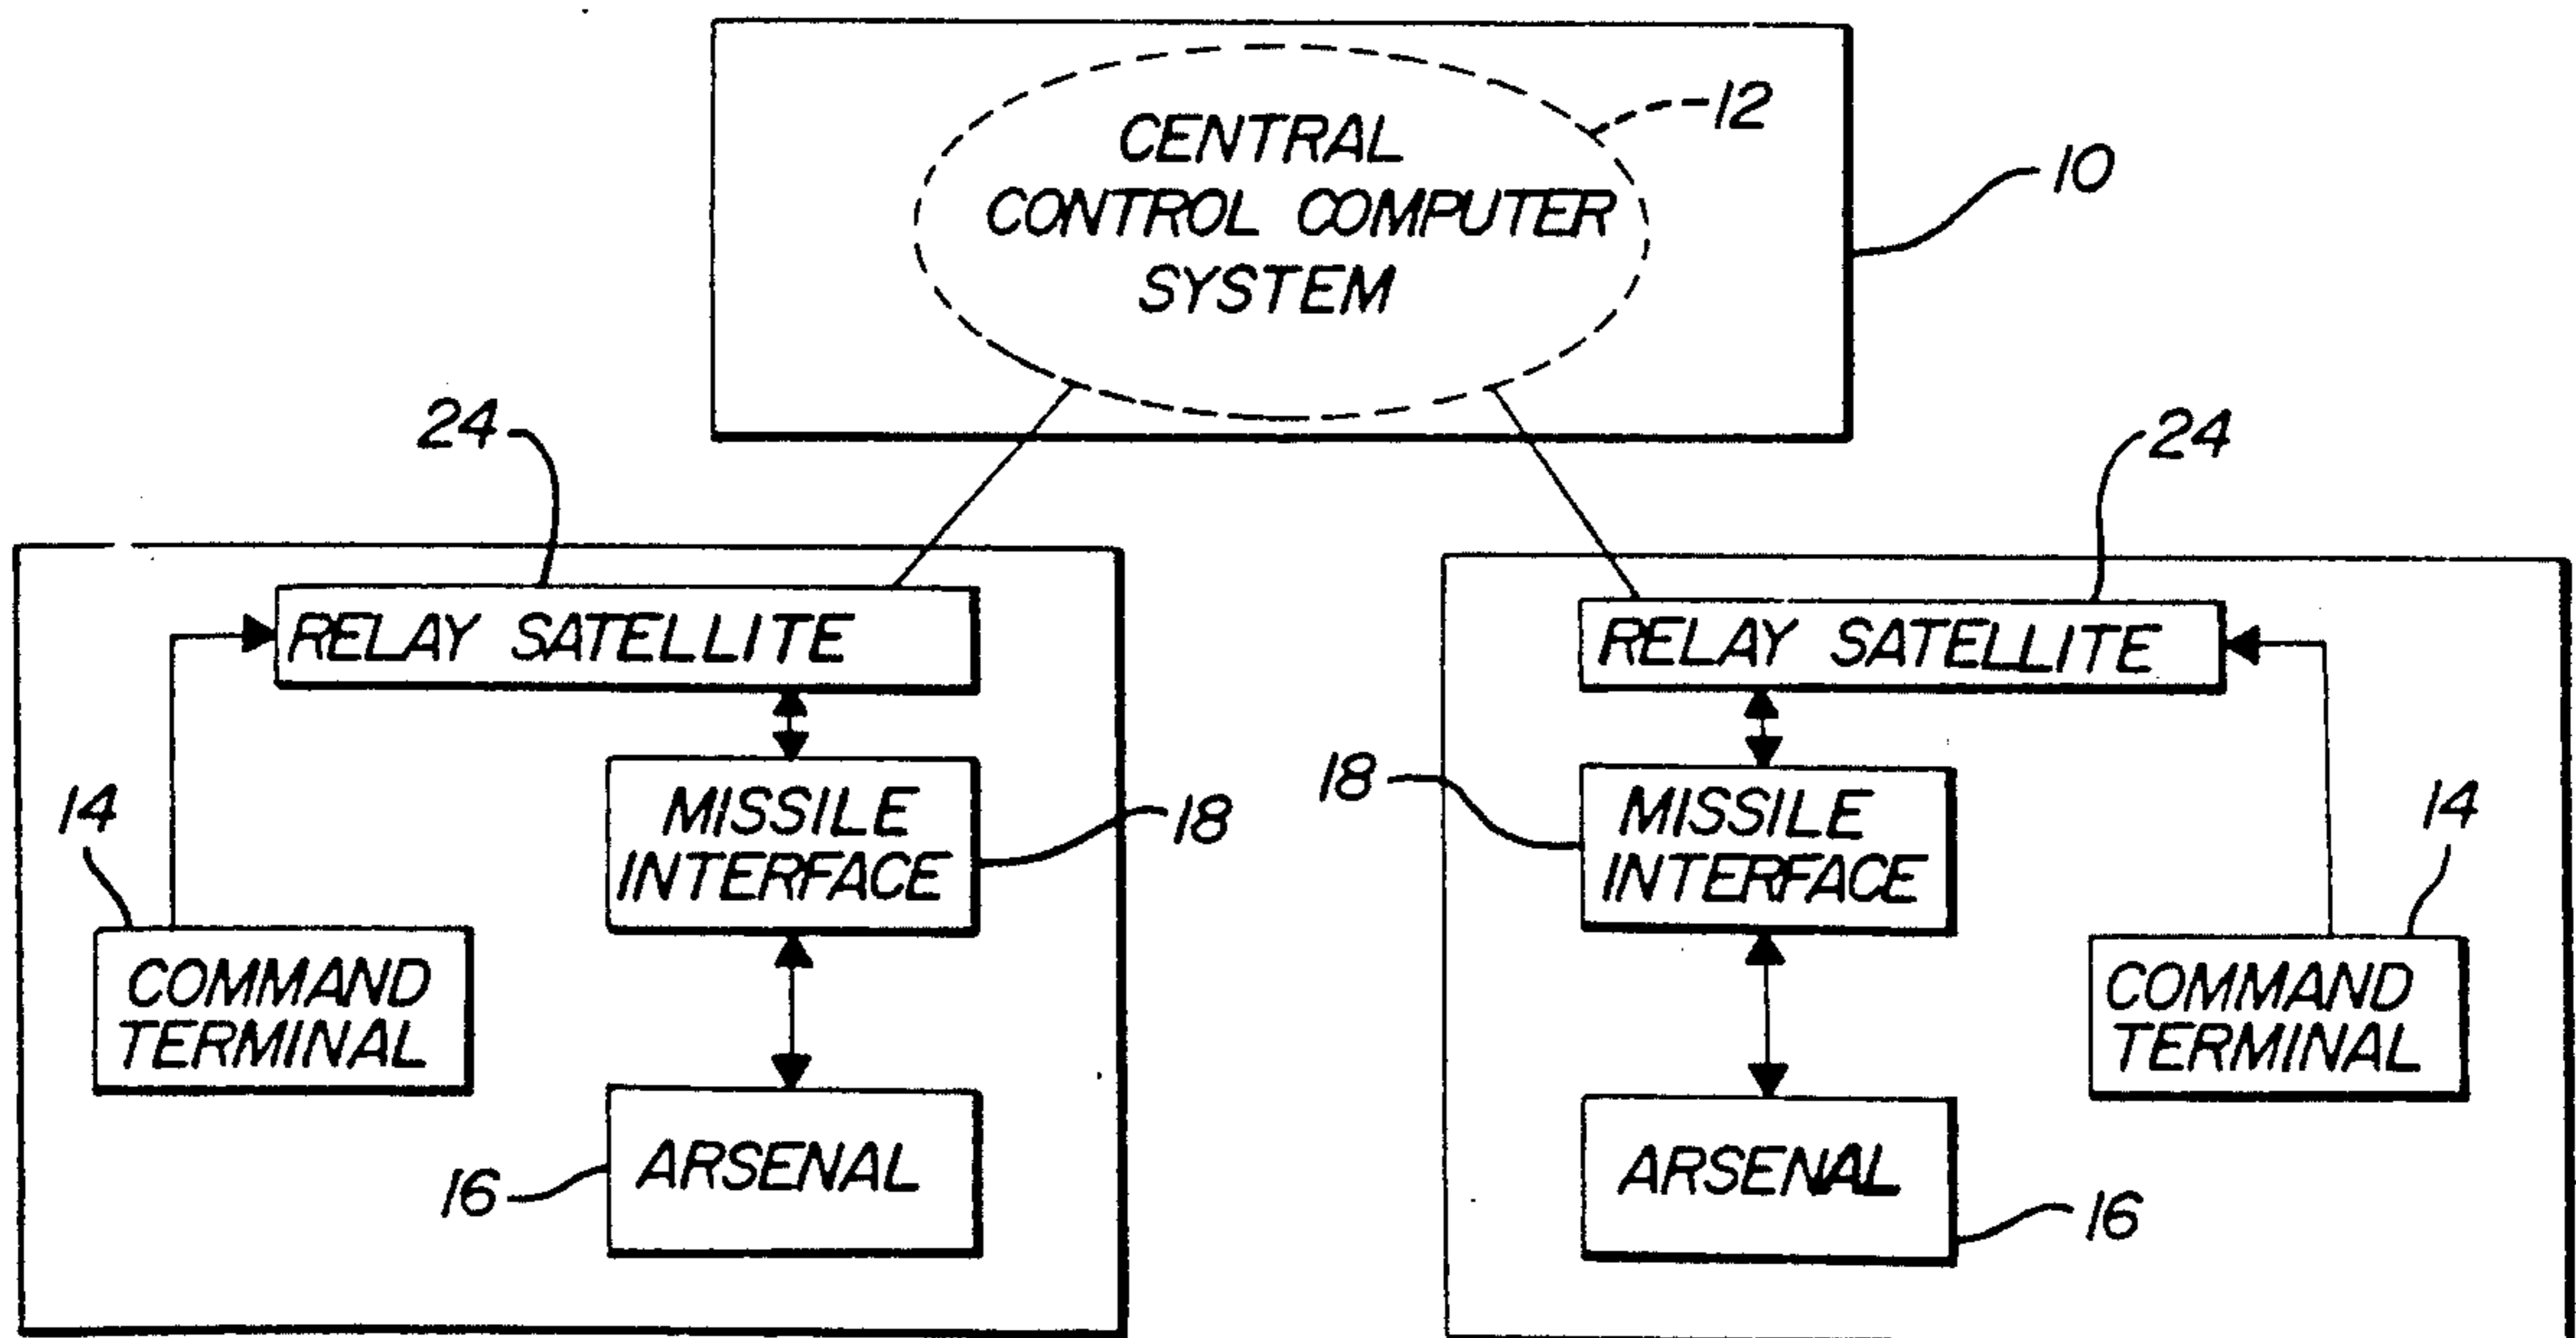 CENTRAL
CONTROL COMPUTER
SYSTEM
12
10
24
24
RELAY SATELLITE
RELAY SATELLITE
14
MISSILE
INTERFACE
18
18
MISSILE
INTERFACE
14
COMMAND
TERMINAL
COMMAND
TERMINAL
16
ARSENAL
ARSENAL
16